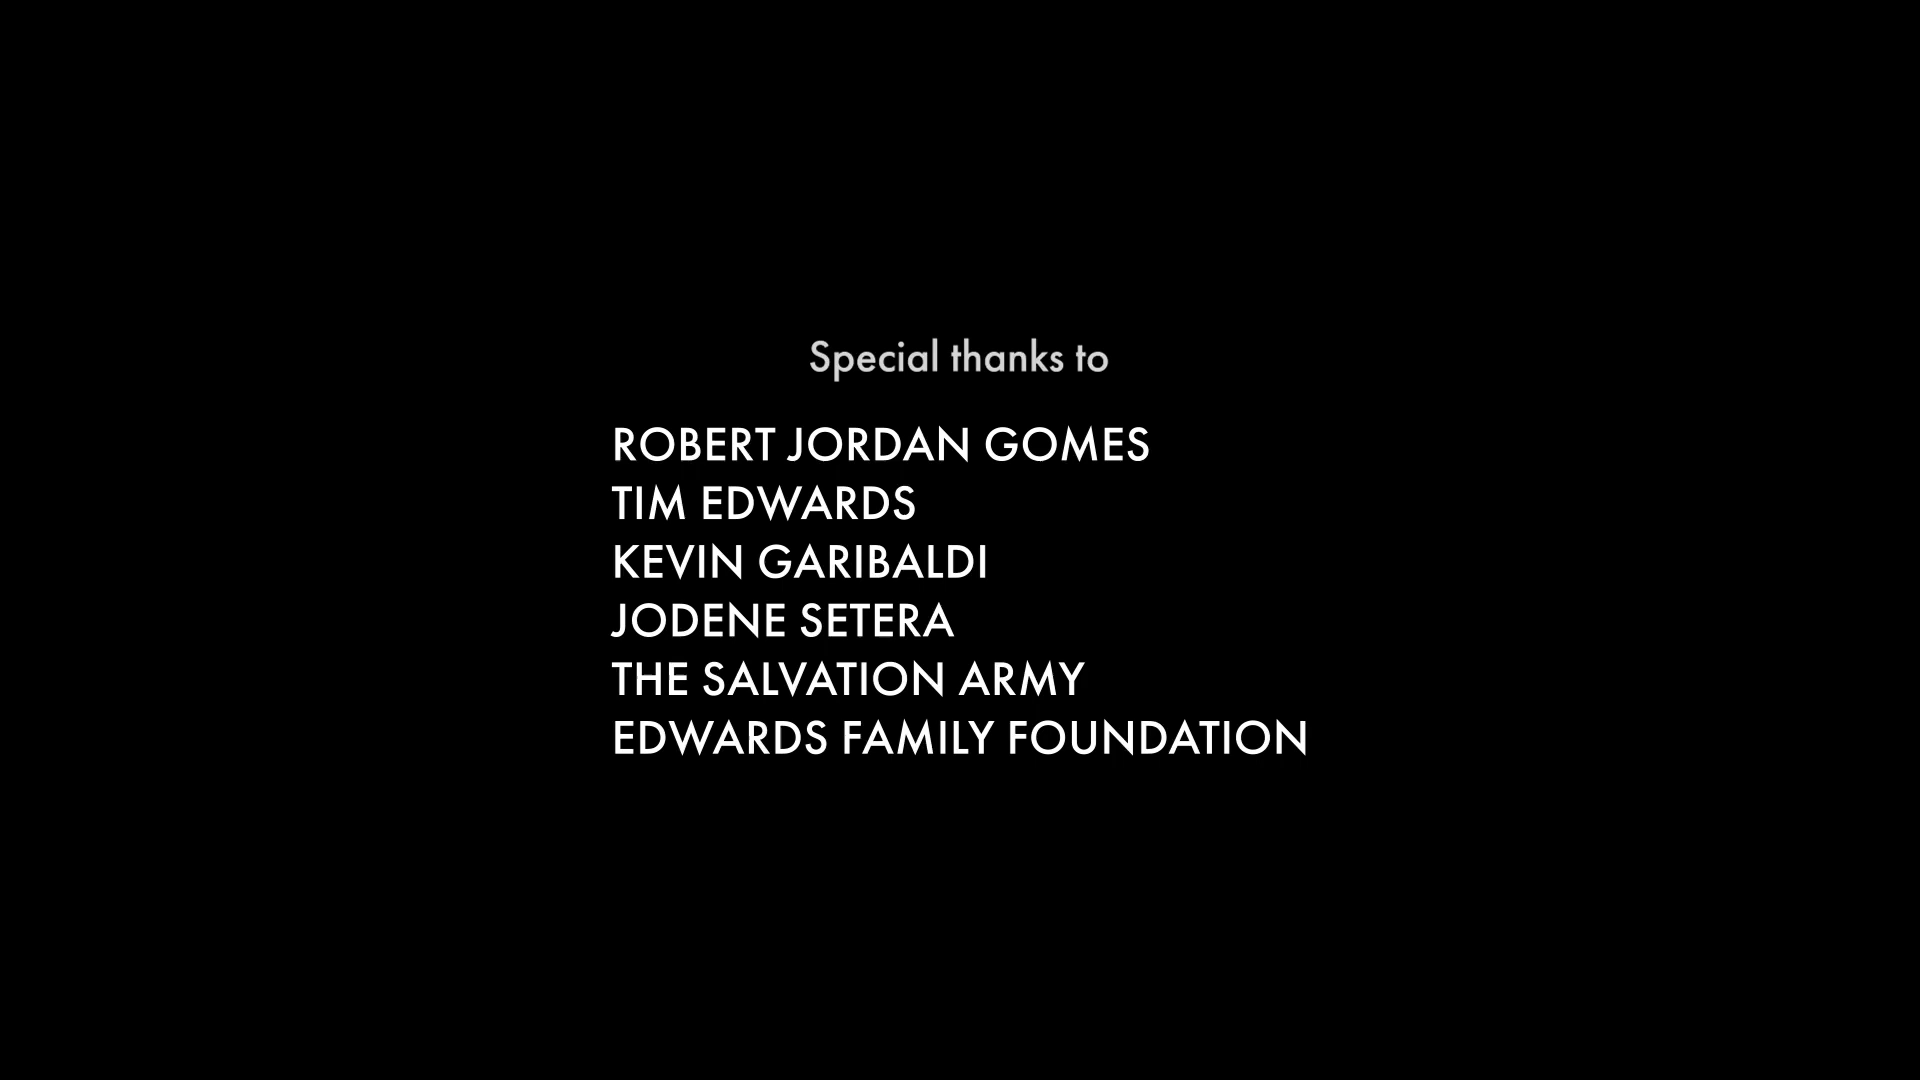 Special thanks to
ROBERT JORDAN GOMES
TIM EDWARDS
KEVIN GARIBALDI
JODENE SETERA
THE SALVATION ARMY
EDWARDS FAMILY FOUNDATION